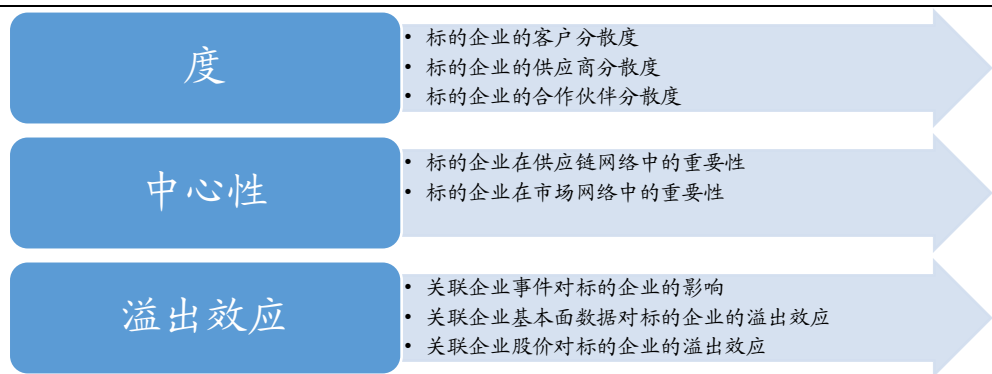 度
• 标的企业的客户分散度
• 标的企业的供应商分散度
• 标的企业的合作伙伴分散度
中心性
• 标的企业在供应链网络中的重要性
• 标的企业在市场网络中的重要性
溢出效应
• 关联企业事件对标的企业的影响
• 关联企业基本面数据对标的企业的溢出效应
• 关联企业股价对标的企业的溢出效应